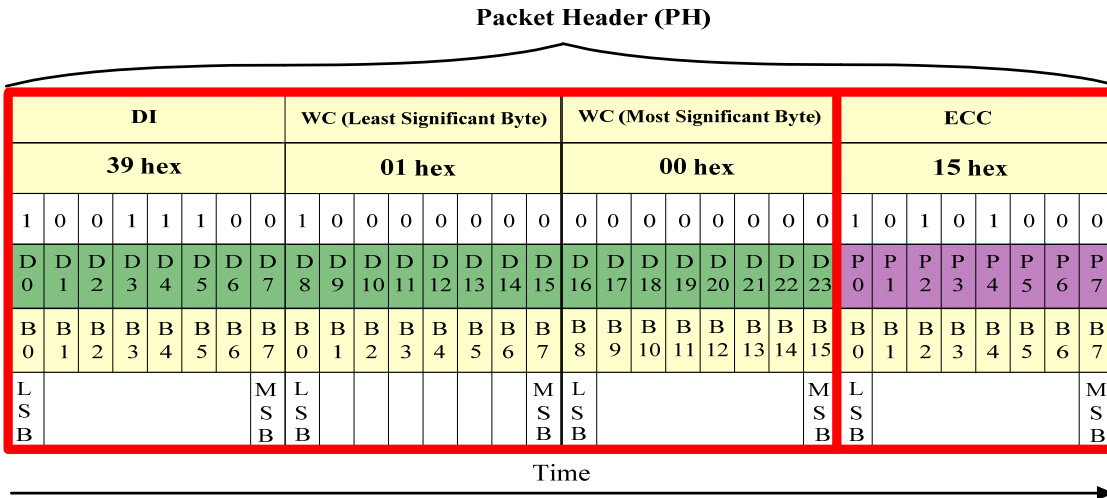 Packet Header (PH)
DI WC (Least Significant Byte) WC (Most Significant Byte) ECC
39 hex 01 hex 00 hex 15 hex
1 0 0 1 1 1 0 0 1 0 0 0 0 0 0 0 0 0 0 0 0 0 0 0 1 0 1 0 1 0 0 0
D0 D1 D2 D3 D4 D5 D6 D7 D8 D9 D10 D11 D12 D13 D14 D15 D16 D17 D18 D19 D20 D21 D22 D23 P0 P1 P2 P3 P4 P5 P6 P7
B0 B1 B2 B3 B4 B5 B6 B7 B0 B1 B2 B3 B4 B5 B6 B7 B8 B9 B10 B11 B12 B13 B14 B15 B0 B1 B2 B3 B4 B5 B6 B7
LSB MSB LSB MSB LSB MSB LSB MSB
Time